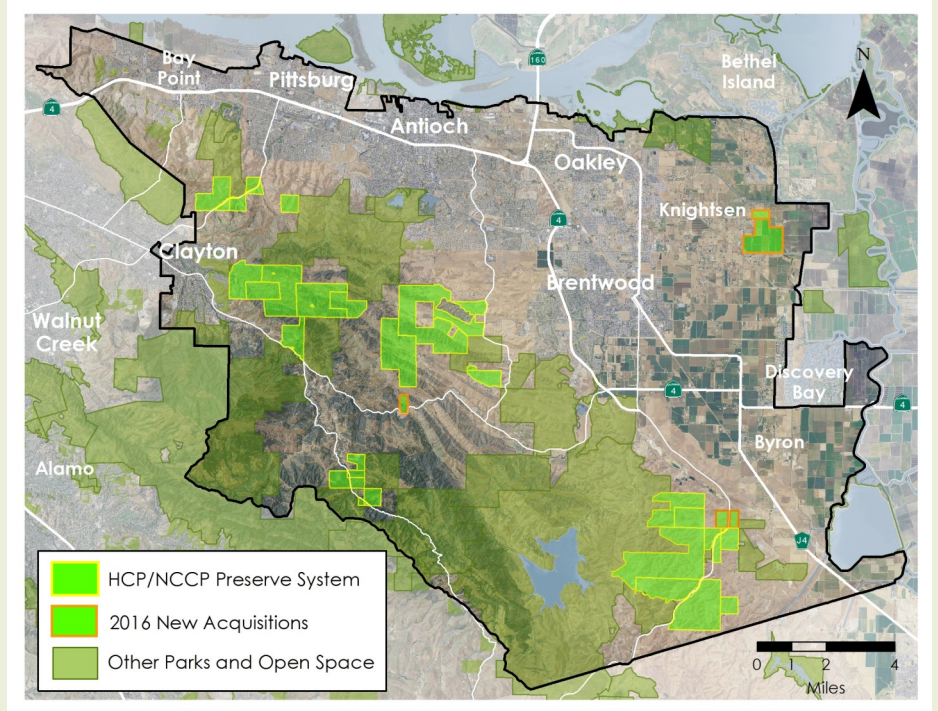 Bay
Point
Pittsburg
160
Bethel
Island
N
4
Antioch
Oakley
Knightsen
4
Clayton
Brentwood
Walnut
Creek
Discovery
Bay
4
4
Byron
Alamo
J4
HCP/NCCP Preserve System
2016 New Acquisitions
Other Parks and Open Space
0 1 2 4
Miles